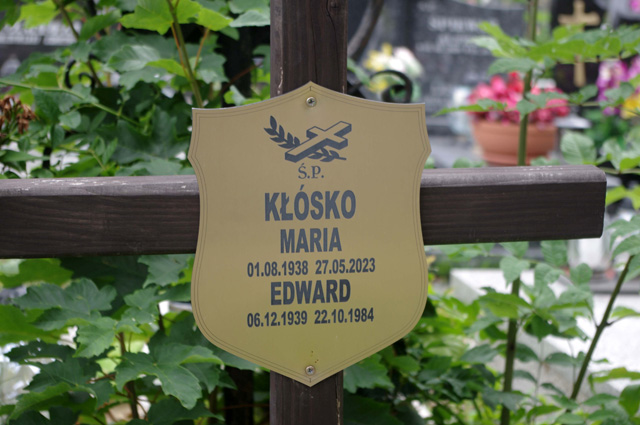 Ś.P.
KŁÓSKO
MARIA
01.08.1938 27.05.2023
EDWARD
06.12.1939 22.10.1984